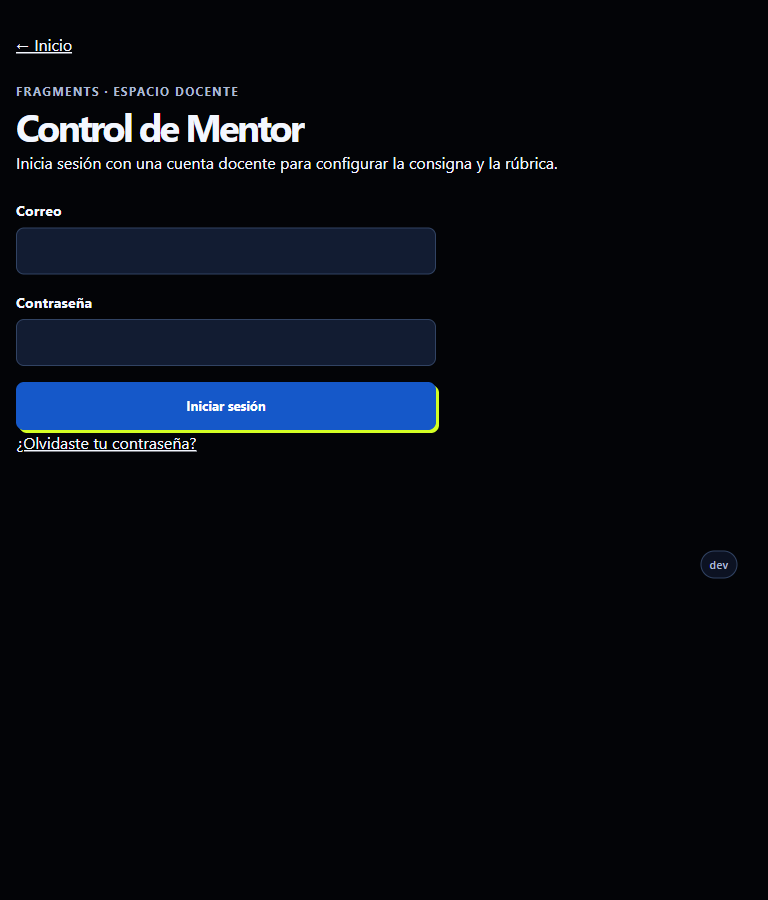 ← Inicio
FRAGMENTS · ESPACIO DOCENTE
Control de Mentor
Inicia sesión con una cuenta docente para configurar la consigna y la rúbrica.
Correo
Contraseña
Iniciar sesión
¿Olvidaste tu contraseña?
dev